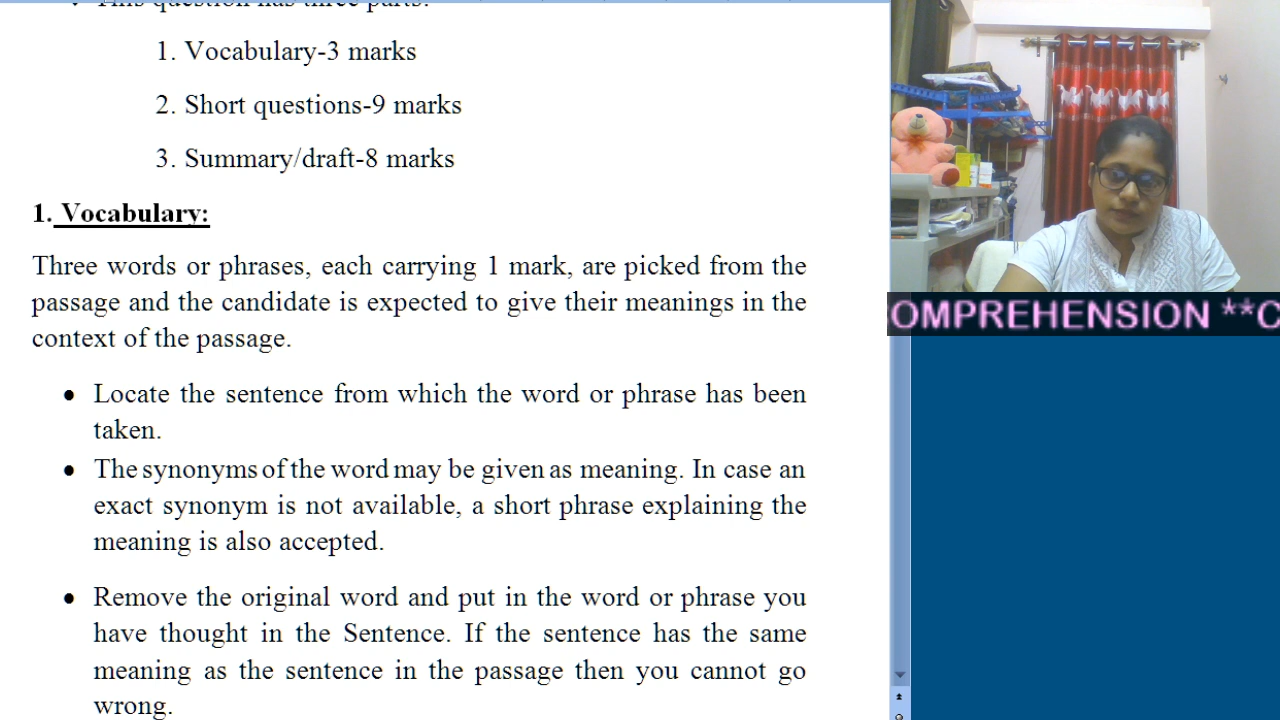 This question has three parts:
1. Vocabulary-3 marks
2. Short questions-9 marks
3. Summary/draft-8 marks
1. Vocabulary:
Three words or phrases, each carrying 1 mark, are picked from the
passage and the candidate is expected to give their meanings in the
context of the passage.
• Locate the sentence from which the word or phrase has been
taken.
• The synonyms of the word may be given as meaning. In case an
exact synonym is not available, a short phrase explaining the
meaning is also accepted.
• Remove the original word and put in the word or phrase you
have thought in the Sentence. If the sentence has the same
meaning as the sentence in the passage then you cannot go
wrong.
OMPREHENSION **C